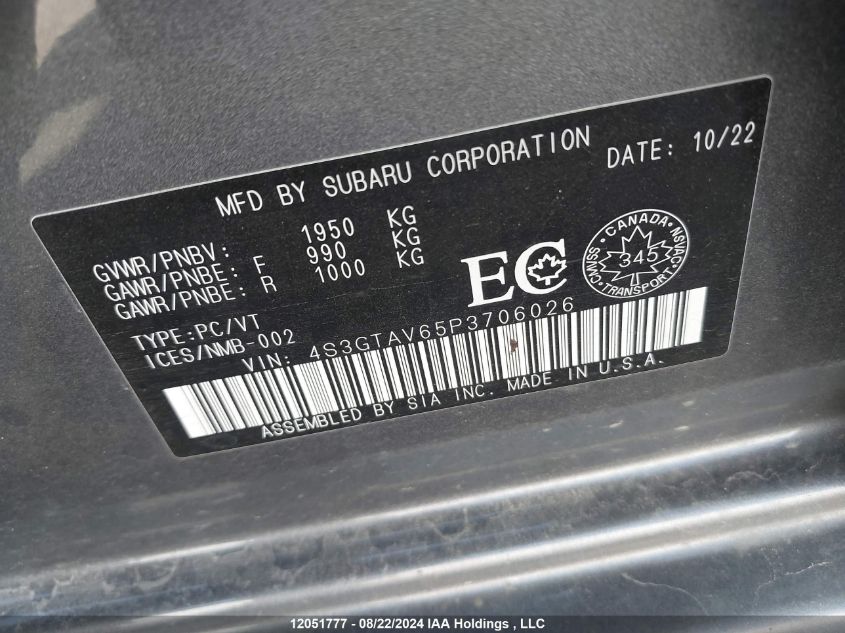 MFD BY SUBARU CORPORATION DATE: 10/22
GVWR/PNBV: 1950 KG
GAWR/PNBE: F 990 KG
GAWR/PNBE: R 1000 KG
EC
CANADA
CMVSS 345 NSVAC
TRANSPORT
TYPE:PC/VT
ICES/NMB-002
VIN: 4S3GTAV65P3706026
ASSEMBLED BY SIA INC. MADE IN U.S.A.
12051777 - 08/22/2024 IAA Holdings , LLC